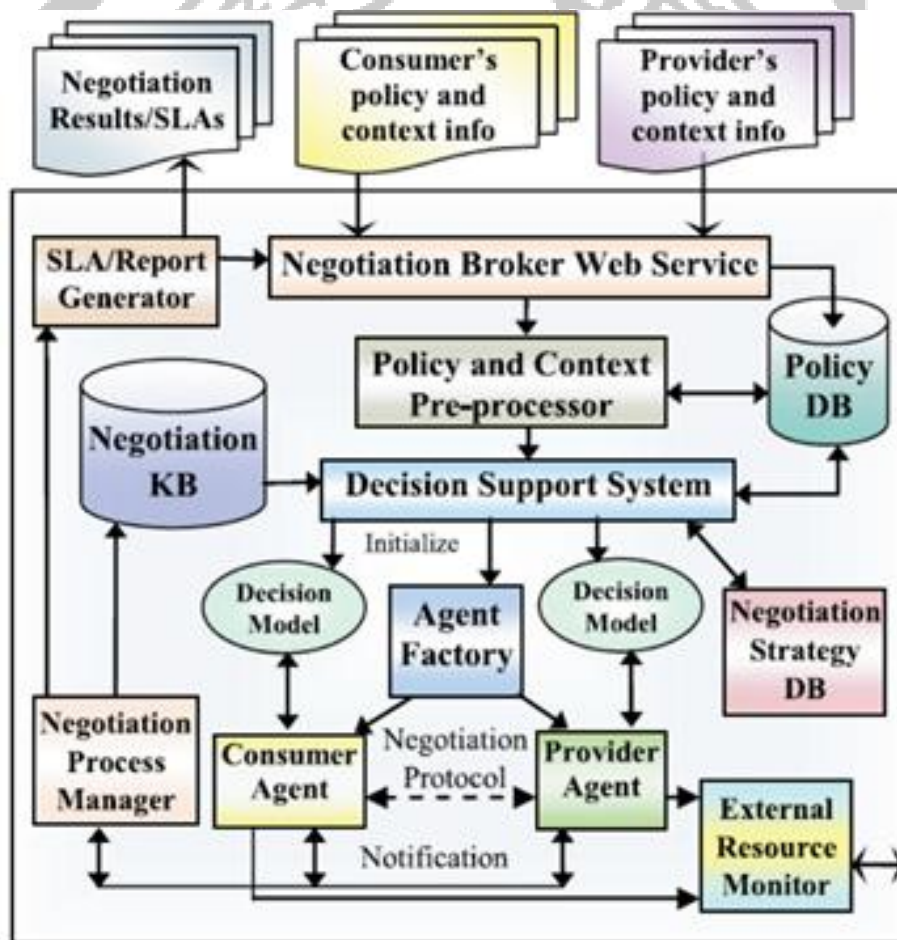 Negotiation
Results/SLAs
Consumer's
policy and
context info
Provider's
policy and
context info
SLA/Report
Generator
Negotiation Broker Web Service
Policy and Context
Pre-processor
Policy
DB
Negotiation
KB
Decision Support System
Initialize
Decision
Model
Agent
Factory
Decision
Model
Negotiation
Strategy
DB
Negotiation
Process
Manager
Consumer
Agent
Negotiation
Protocol
Provider
Agent
External
Resource
Monitor
Notification